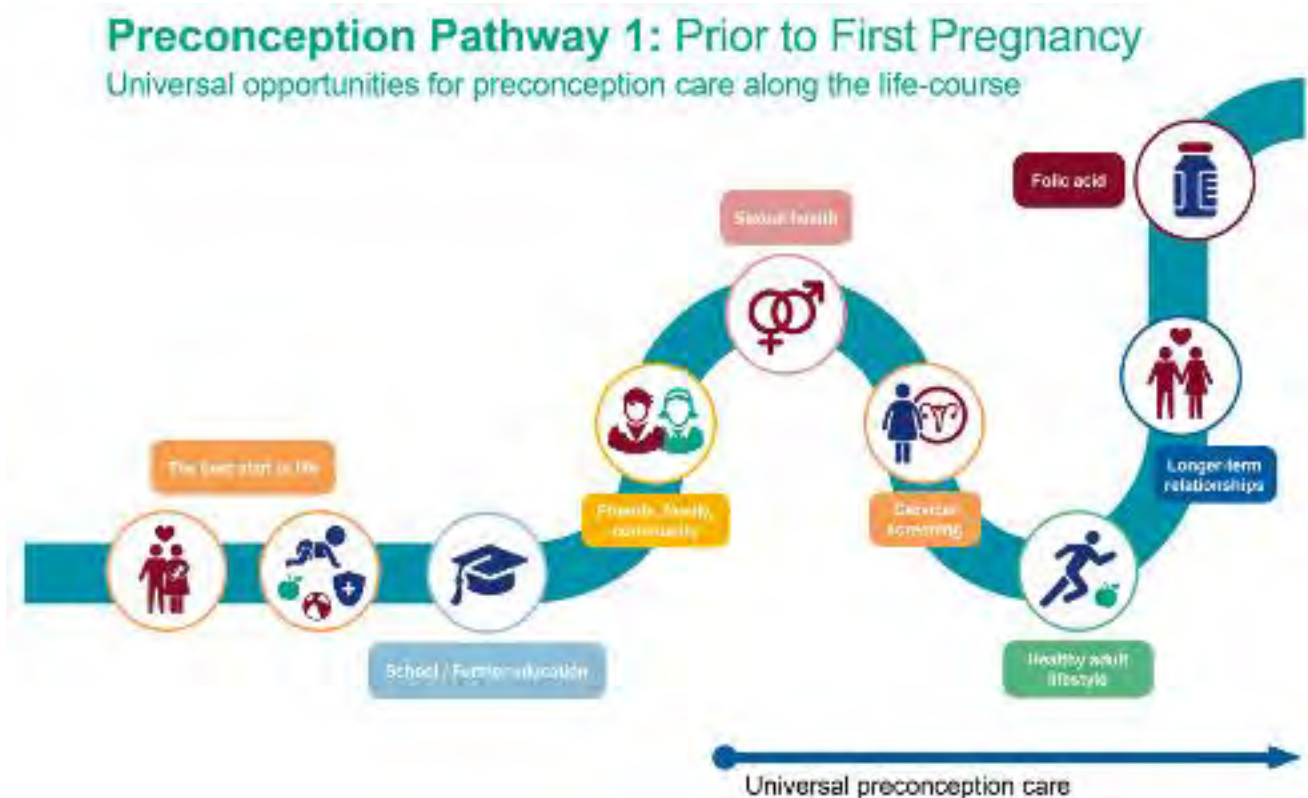 Preconception Pathway 1: Prior to First Pregnancy
Universal opportunities for preconception care along the life-course
Folic acid
Sexual health
The best start in life
Friends, family,
community
Cervical
screening
Longer-term
relationships
School / Further education
Healthy adult
lifestyle
Universal preconception care